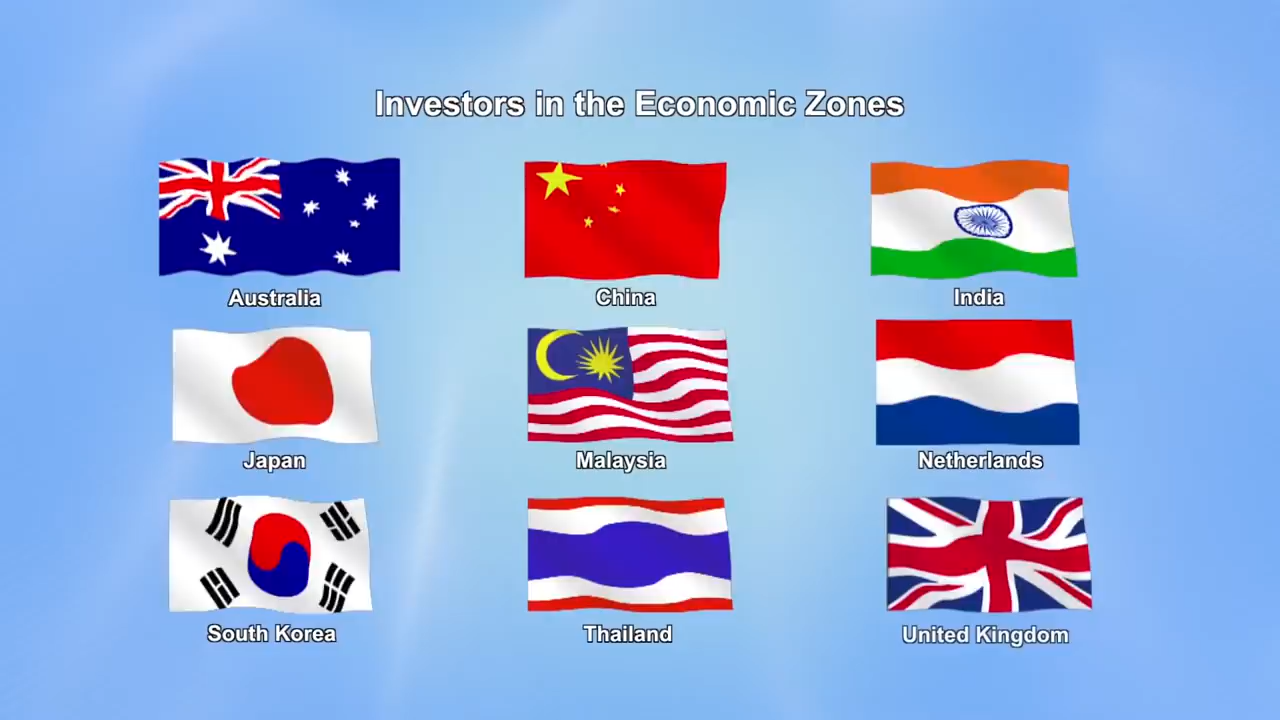 Investors in the Economic Zones
Australia
China
India
Japan
Malaysia
Netherlands
South Korea
Thailand
United Kingdom